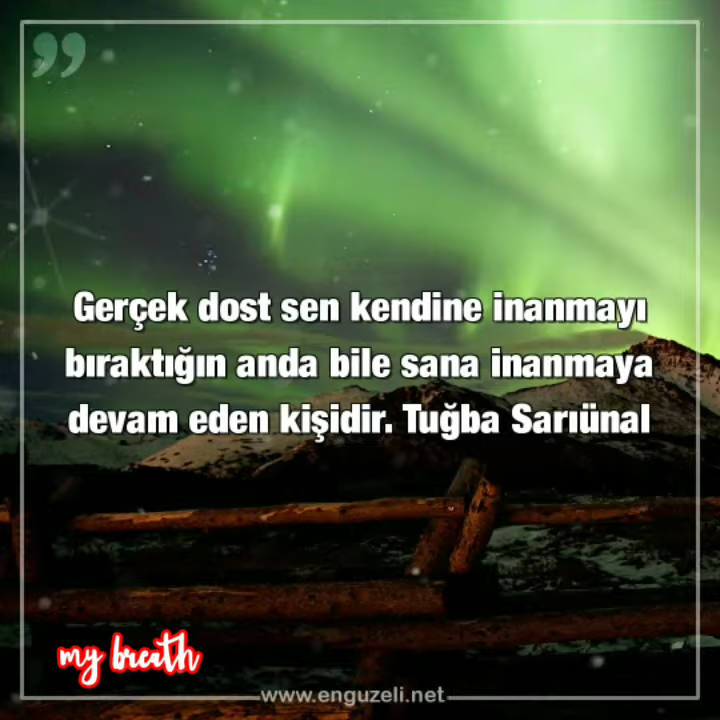 Gerçek dost sen kendine inanmayı
bıraktığın anda bile sana inanmaya
devam eden kişidir. Tuğba Sarıünal
my breath
www.enguzeli.net